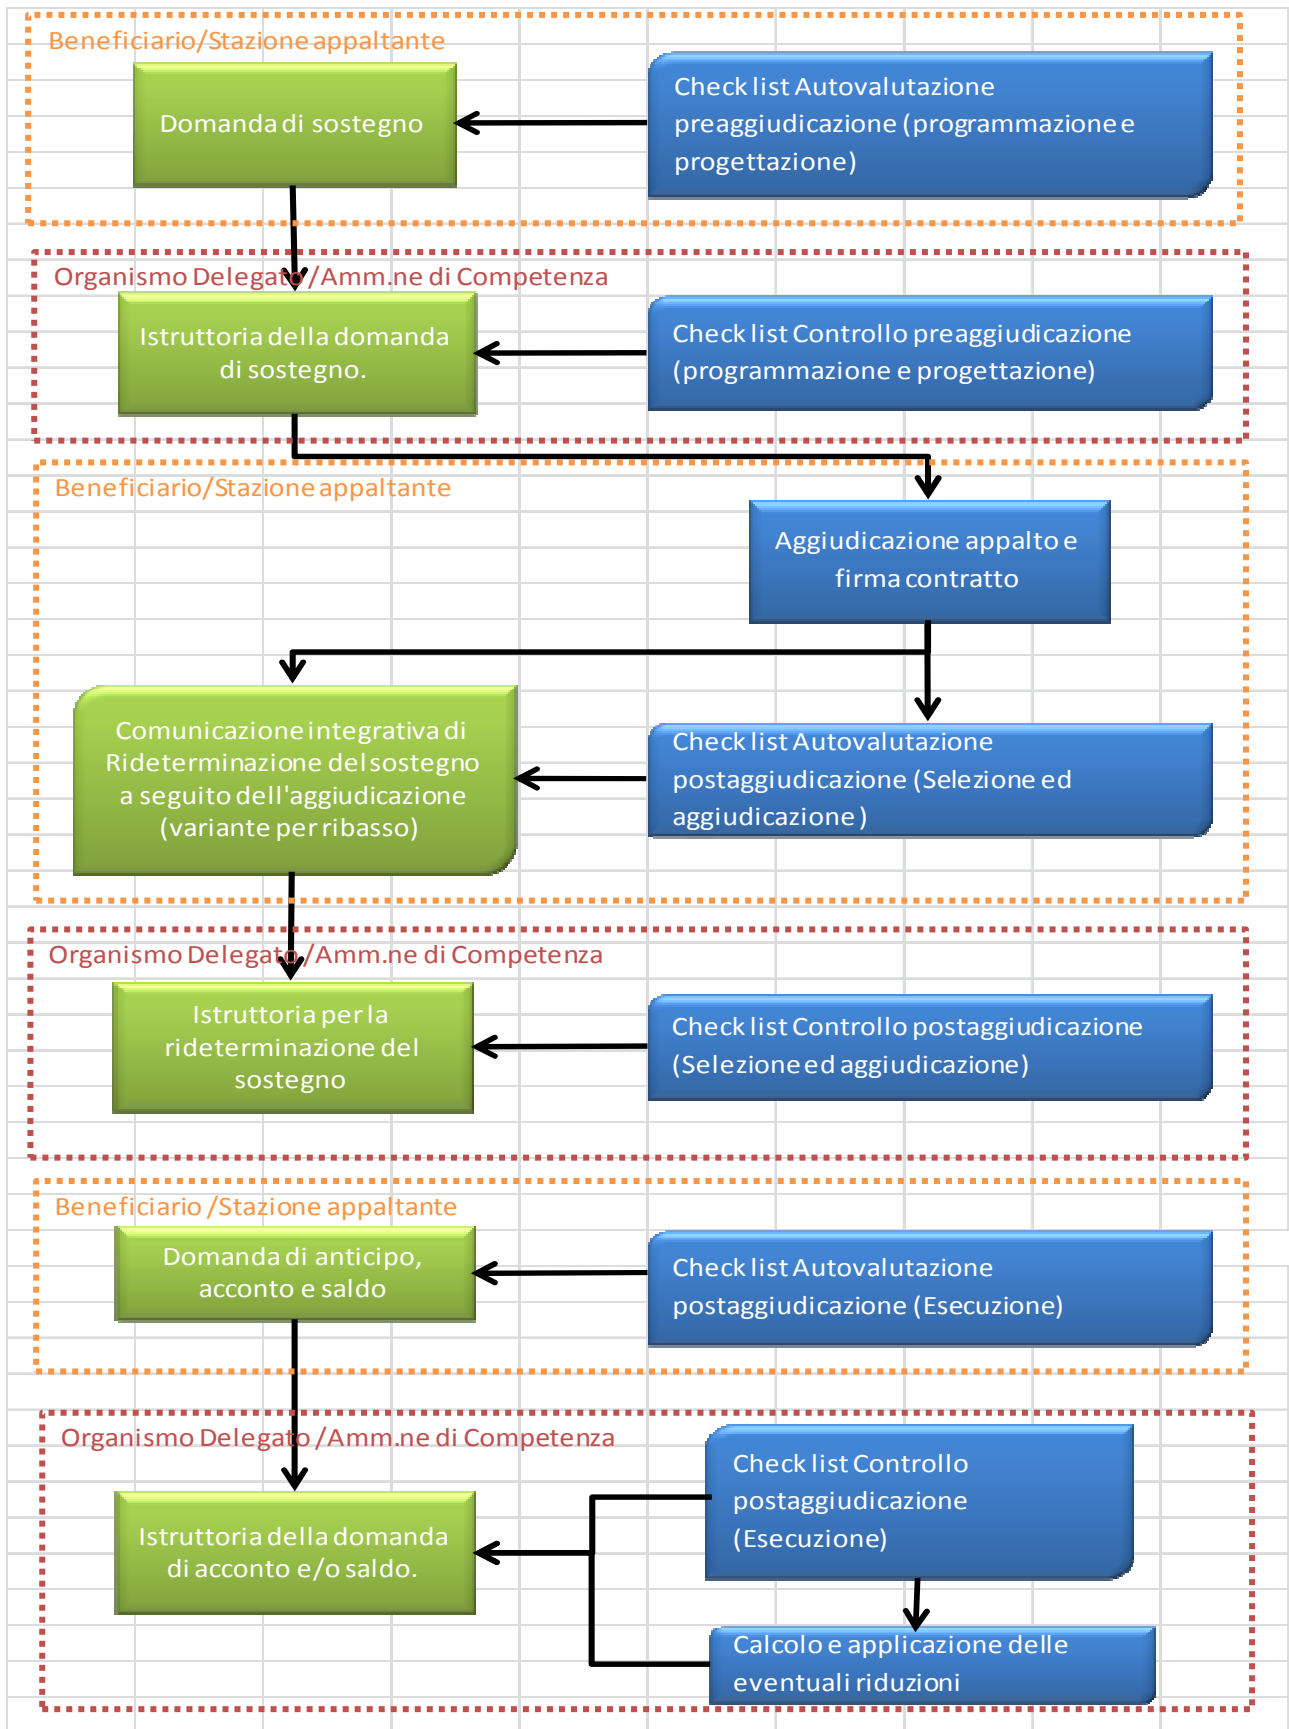 Beneficiario/Stazione appaltante
Domanda di sostegno
Check list Autovalutazione
preaggiudicazione (programmazione e
progettazione)
Organismo Delegato /Amm.ne di Competenza
Istruttoria della domanda
di sostegno.
Check list Controllo preaggiudicazione
(programmazione e progettazione)
Beneficiario/Stazione appaltante
Aggiudicazione appalto e
firma contratto
Comunicazione integrativa di
Rideterminazione del sostegno
a seguito dell'aggiudicazione
(variante per ribasso)
Check list Autovalutazione
postaggiudicazione (Selezione ed
aggiudicazione )
Organismo Delegato /Amm.ne di Competenza
Istruttoria per la
rideterminazione del
sostegno
Check list Controllo postaggiudicazione
(Selezione ed aggiudicazione)
Beneficiario /Stazione appaltante
Domanda di anticipo,
acconto e saldo
Check list Autovalutazione
postaggiudicazione (Esecuzione)
Organismo Delegato /Amm.ne di Competenza
Istruttoria della domanda
di acconto e/o saldo.
Check list Controllo
postaggiudicazione
(Esecuzione)
Calcolo e applicazione delle
eventuali riduzioni